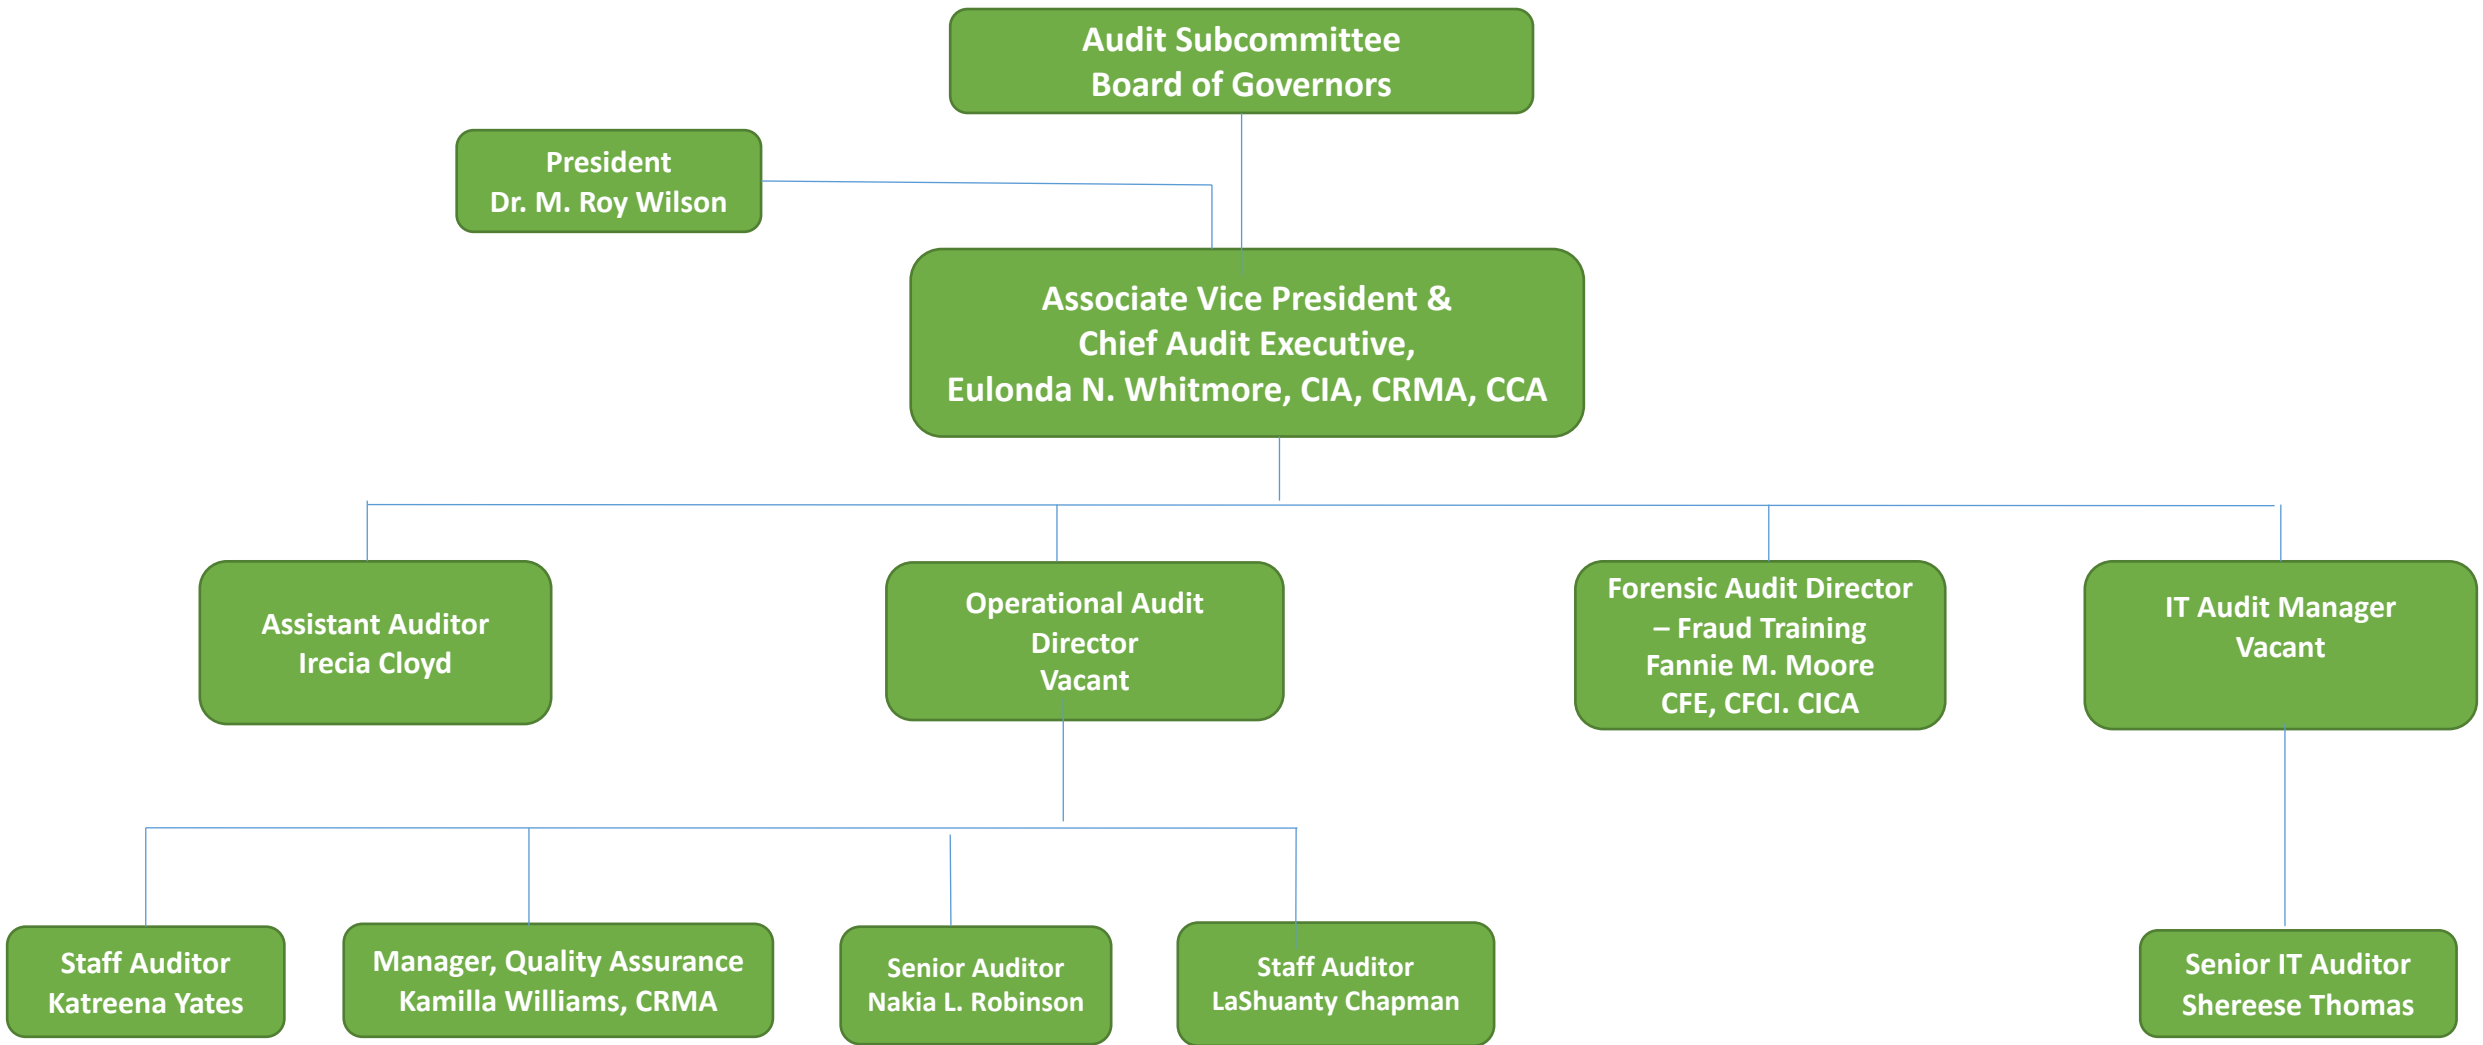 Audit Subcommittee
Board of Governors
President
Dr. M. Roy Wilson
Associate Vice President &
Chief Audit Executive,
Eulonda N. Whitmore, CIA, CRMA, CCA
Assistant Auditor
Irecia Cloyd
Operational Audit
Director
Vacant
Forensic Audit Director
– Fraud Training
Fannie M. Moore
CFE, CFCI. CICA
IT Audit Manager
Vacant
Staff Auditor
Katreena Yates
Manager, Quality Assurance
Kamilla Williams, CRMA
Senior Auditor
Nakia L. Robinson
Staff Auditor
LaShuanty Chapman
Senior IT Auditor
Shereese Thomas